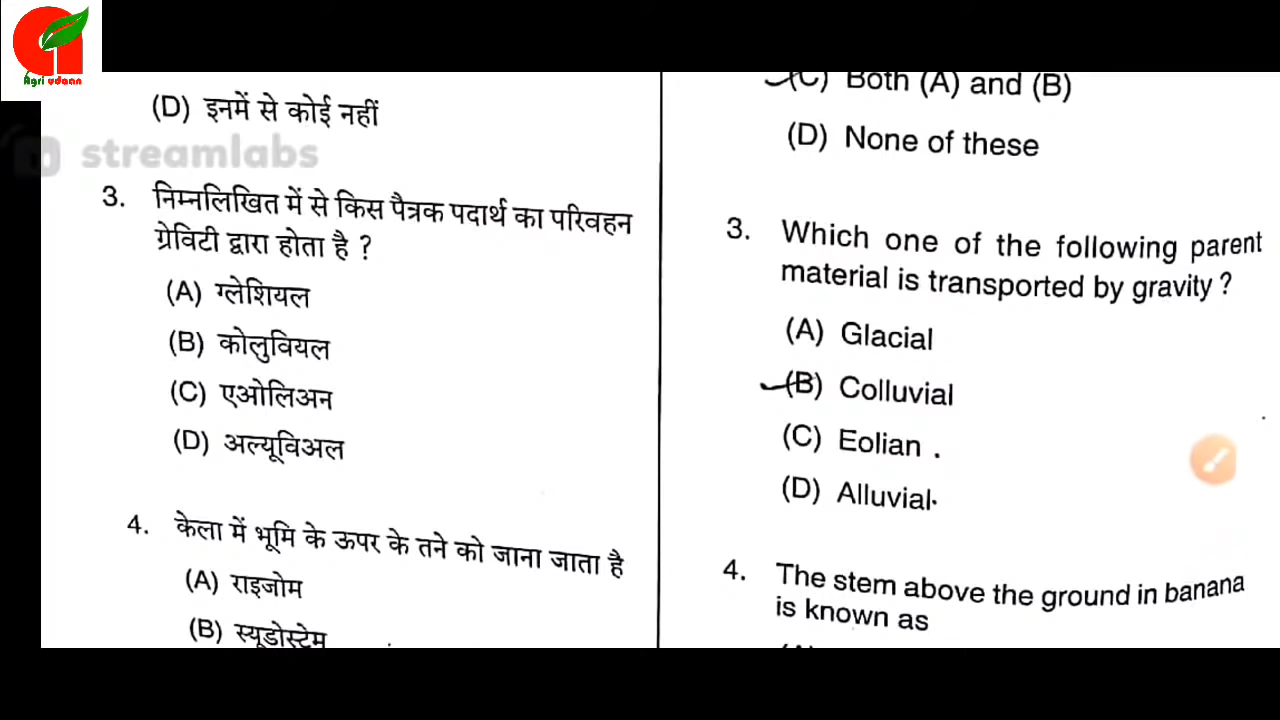 Agri udaan
streamlabs
(D) इनमें से कोई नहीं
3. निम्नलिखित में से किस पैत्रक पदार्थ का परिवहन
ग्रेविटी द्वारा होता है ?
(A) ग्लेशियल
(B) कोलुवियल
(C) एओलिअन
(D) अल्यूविअल
4. केला में भूमि के ऊपर के तने को जाना जाता है
(A) राइजोम
(B) स्यूडोस्टेम
(C) Both (A) and (B)
(D) None of these
3. Which one of the following parent
material is transported by gravity ?
(A) Glacial
(B) Colluvial
(C) Eolian .
(D) Alluvial
4. The stem above the ground in banana
is known as